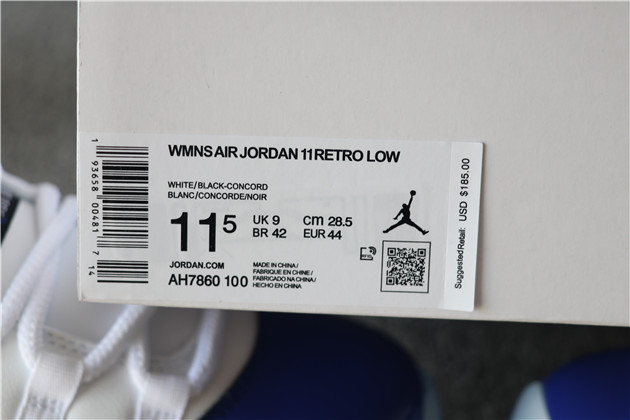 WMNS AIR JORDAN 11 RETRO LOW
WHITE/BLACK-CONCORD
BLANC/CONCORDE/NOIR
11 5
UK 9 cm 28.5
BR 42 EUR 44
JORDAN.COM
AH7860 100
MADE IN CHINA/
FABRIQUE EN CHINE/
FABRICADO NA CHINA/
HECHO EN CHINA
1 93658 00481 7 14
Suggested Retail: USD $185.00